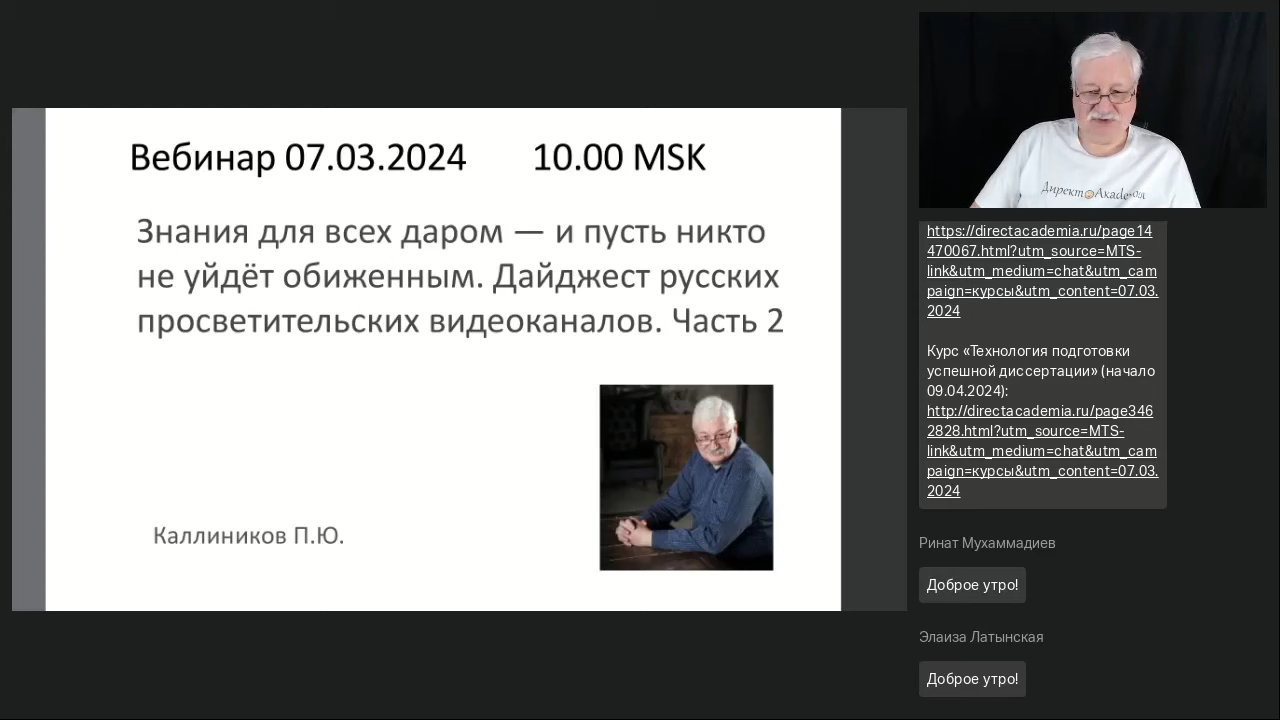 Вебинар 07.03.2024 10.00 MSK
Знания для всех даром — и пусть никто
не уйдёт обиженным. Дайджест русских
просветительских видеоканалов. Часть 2
Каллиников П.Ю.
Директ Академия
https://directacademia.ru/page14
470067.html?utm_source=MTS-
link&utm_medium=chat&utm_cam
paign=курсы&utm_content=07.03.
2024
Курс «Технология подготовки
успешной диссертации» (начало
09.04.2024):
http://directacademia.ru/page346
2828.html?utm_source=MTS-
link&utm_medium=chat&utm_cam
paign=курсы&utm_content=07.03.
2024
Ринат Мухаммадиев
Доброе утро!
Элаиза Латынская
Доброе утро!